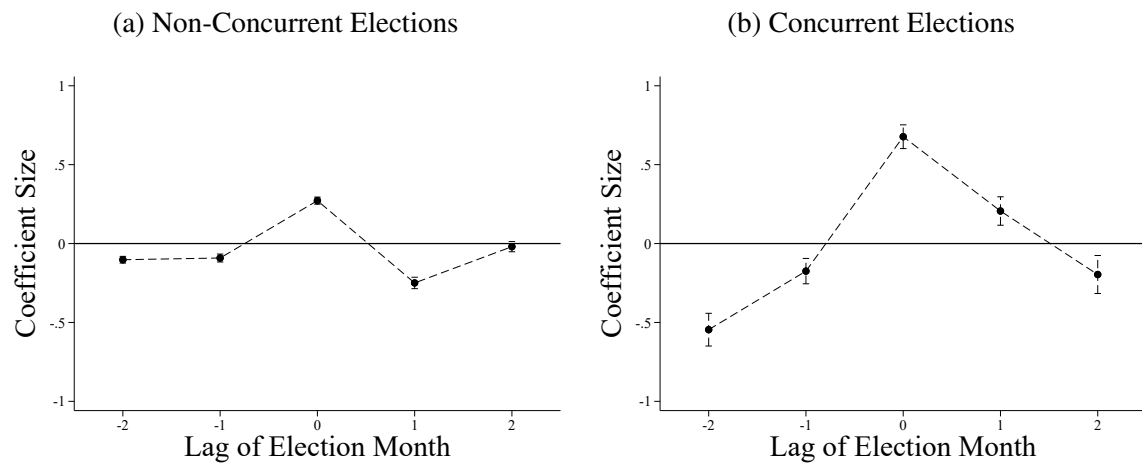 (a) Non-Concurrent Elections
1
.5
0
-.5
-1
Coefficient Size
-2 -1 0 1 2
Lag of Election Month
(b) Concurrent Elections
1
.5
0
-.5
-1
Coefficient Size
-2 -1 0 1 2
Lag of Election Month